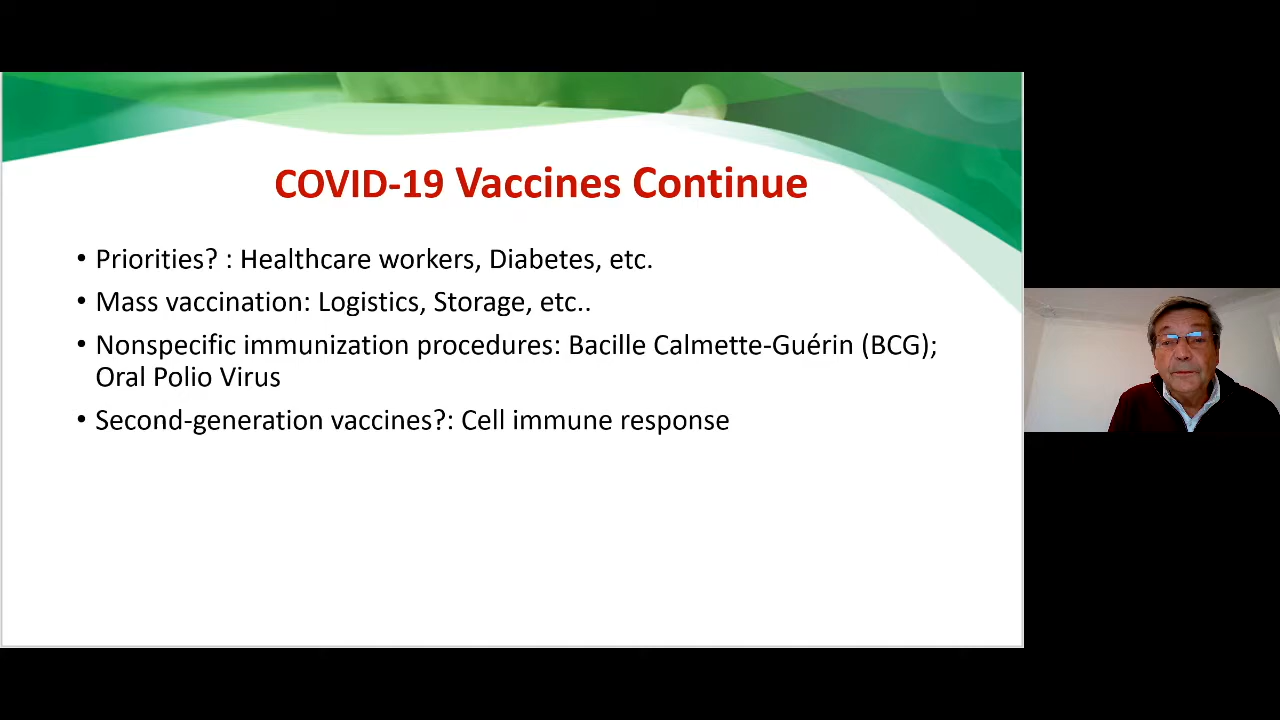 COVID-19 Vaccines Continue
• Priorities? : Healthcare workers, Diabetes, etc.
• Mass vaccination: Logistics, Storage, etc..
• Nonspecific immunization procedures: Bacille Calmette-Guérin (BCG);
Oral Polio Virus
• Second-generation vaccines?: Cell immune response